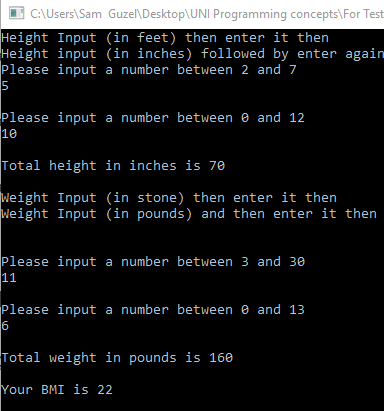 C:\Users\Sam Guzel\Desktop\UNI Programming concepts\For Test
Height Input (in feet) then enter it then
Height input (in inches) followed by enter again
Please input a number between 2 and 7
5
Please input a number between 0 and 12
10
Total height in inches is 70
Weight Input (in stone) then enter it then
Weight Input (in pounds) and then enter it then
Please input a number between 3 and 30
11
Please input a number between 0 and 13
6
Total weight in pounds is 160
Your BMI is 22